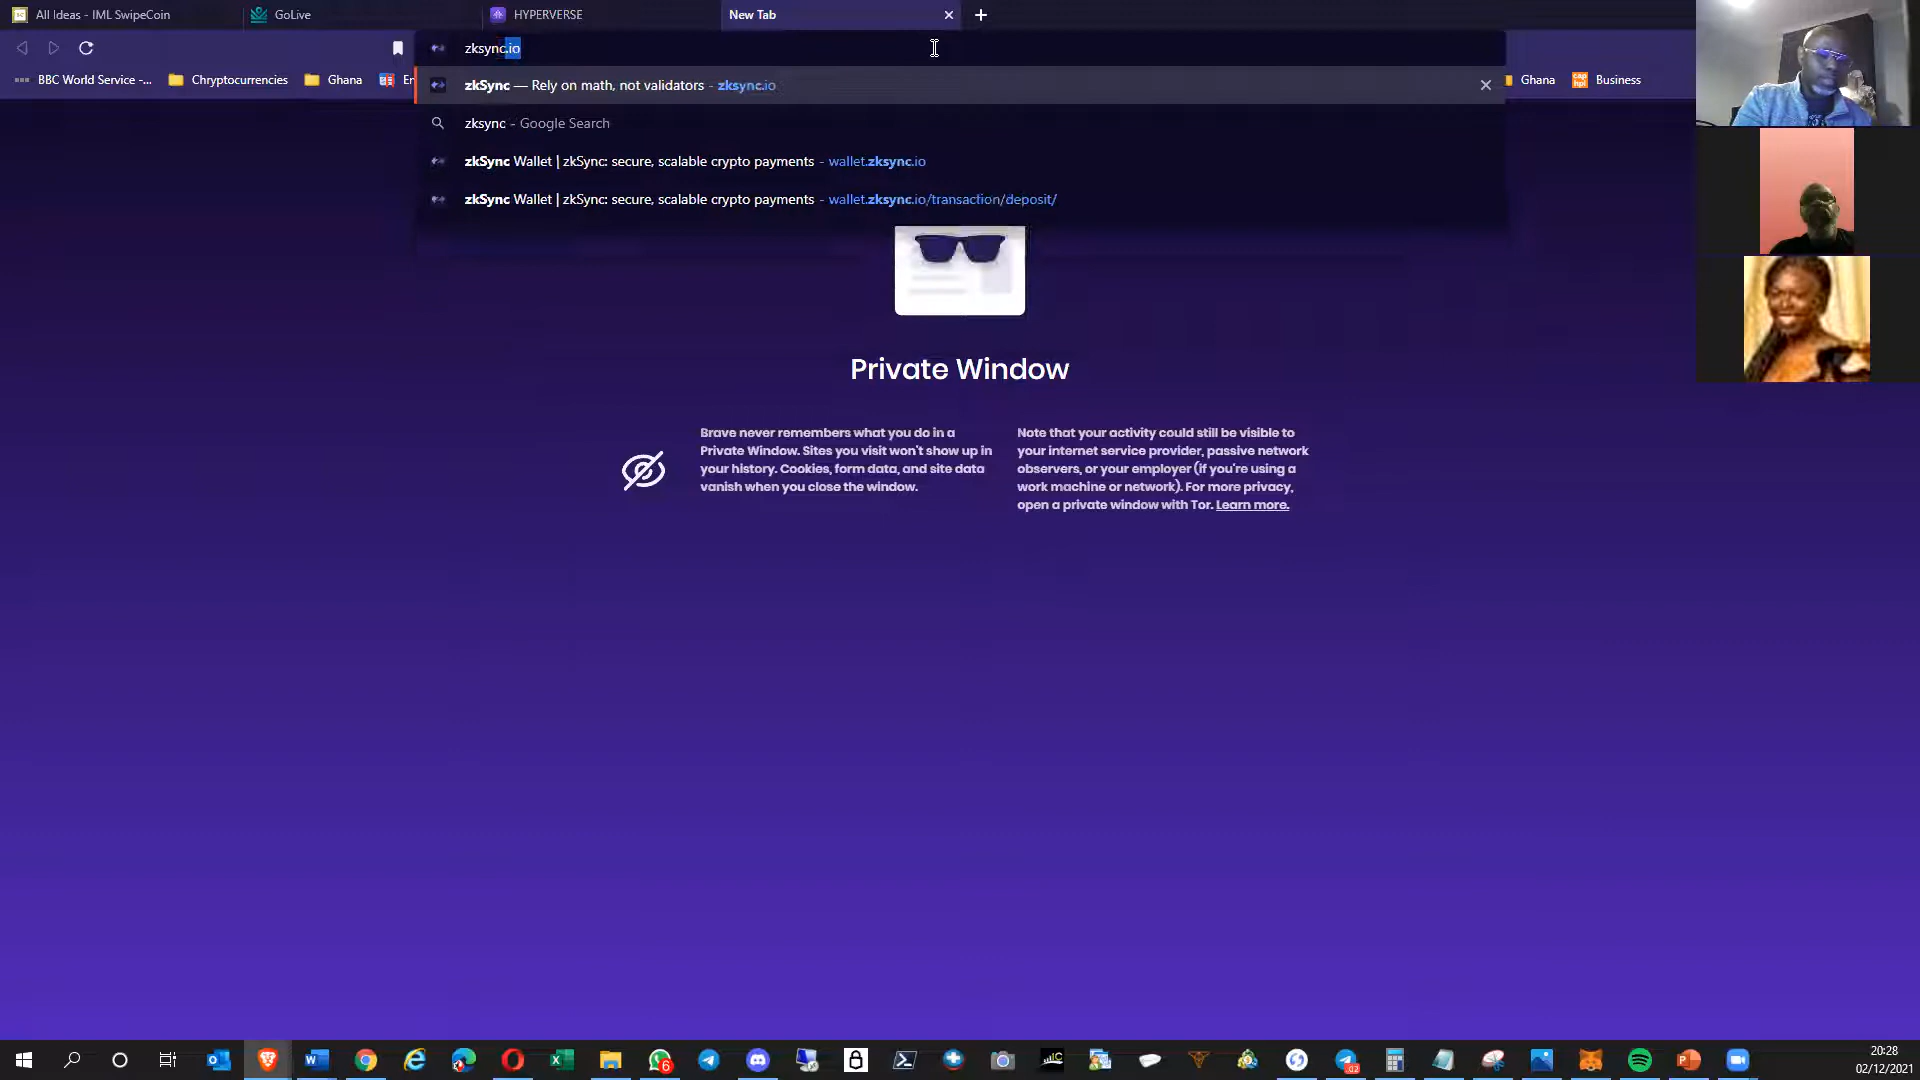 All Ideas - IML SwipeCoin
GoLive
HYPERVERSE
New Tab
zksync.io
BBC World Service -...
Chryptocurrencies
Ghana
En
zkSync — Rely on math, not validators - zksync.io
Ghana
Business
zksync - Google Search
zkSync Wallet | zkSync: secure, scalable crypto payments - wallet.zksync.io
zkSync Wallet | zkSync: secure, scalable crypto payments - wallet.zksync.io/transaction/deposit/
Private Window
Brave never remembers what you do in a
Private Window. Sites you visit won't show up in
your history. Cookies, form data, and site data
vanish when you close the window.
Note that your activity could still be visible to
your internet service provider, passive network
observers, or your employer (if you're using a
work machine or network). For more privacy,
open a private window with Tor. Learn more.
20:28
02/12/2021